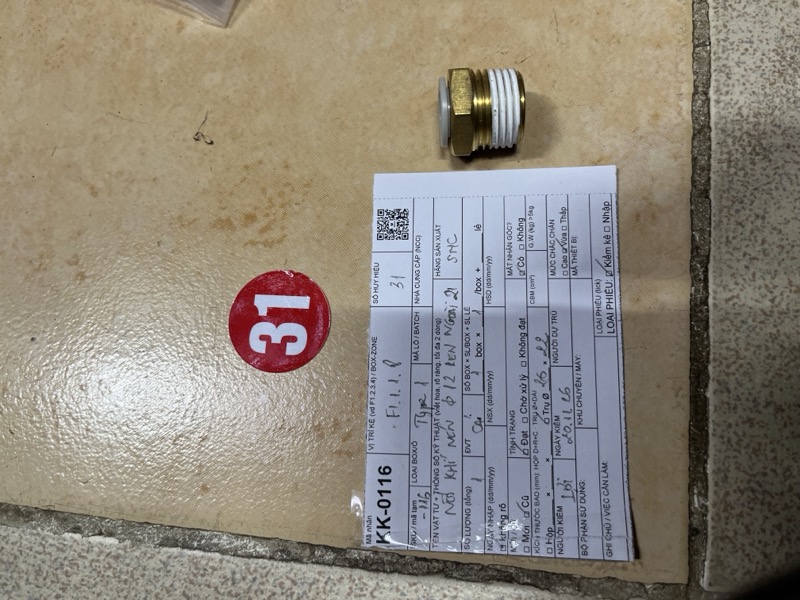 31
Mã nhãn
KK-0116
VỊ TRÍ KỆ (vd F1.2.3.4) / BOX-ZONE
F1.1.1.8
SỐ HUY HIỆU
31
SKU / mã tạm
-116
LOẠI BOX/Ô
Type 1
MÃ LÔ / BATCH
NHÀ CUNG CẤP (NCC)
TÊN VẬT TƯ + THÔNG SỐ KỸ THUẬT (viết hoa, rõ ràng, tối đa 2 dòng)
NỐI KHÍ NÉN Φ 12 REN NGOÀI 21
HÃNG SẢN XUẤT
SMC
SỐ LƯỢNG (tổng)
1
ĐVT
Cái
SỐ BOX × SL/BOX + SL LẺ
1 box × 1 /box + lẻ
NGÀY NHẬP (dd/mm/yy)
Không rõ
NSX (dd/mm/yy)
HSD (dd/mm/yy)
MỚI / CŨ
Mới Cũ
TÌNH TRẠNG
Đạt Chờ xử lý Không đạt
MẤT NHÃN GỐC?
Có Không
KÍCH THƯỚC BAO (mm): HỘP D×R×C
Hộp × ×
TRỤ Ø×DÀI
Trụ Ø 26 × 22
CBM (cm³)
G.W (kg) >5kg
NGƯỜI KIỂM
NGÀY KIỂM
NGƯỜI DỰ TRÙ
MỨC CHẮC CHẮN
Cao Vừa Thấp
BỘ PHẬN SỬ DỤNG:
KHU CHUYỀN / MÁY:
MÃ THIẾT BỊ:
GHI CHÚ / VIỆC CẦN LÀM:
LOẠI PHIẾU (tick)
LOẠI PHIẾU: Kiểm kê Nhập